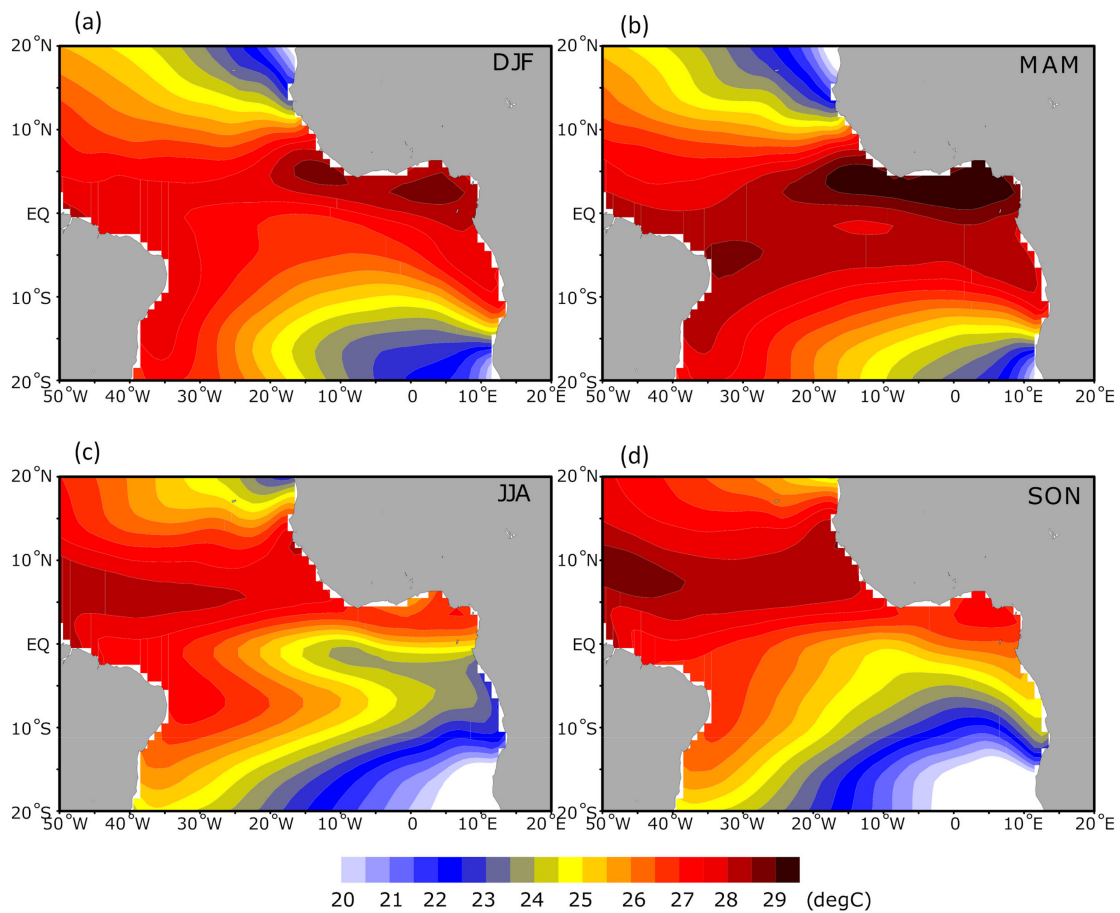 (a) (b)
20°N DJF 20°N MAM
10°N 10°N
EQ EQ
10°S 10°S
20°S 20°S
50°W 40°W 30°W 20°W 10°W 0 10°E 20°E 50°W 40°W 30°W 20°W 10°W 0 10°E 20°E
(c) (d)
20°N JJA 20°N SON
10°N 10°N
EQ EQ
10°S 10°S
20°S 20°S
50°W 40°W 30°W 20°W 10°W 0 10°E 20°E 50°W 40°W 30°W 20°W 10°W 0 10°E 20°E
20 21 22 23 24 25 26 27 28 29 (degC)